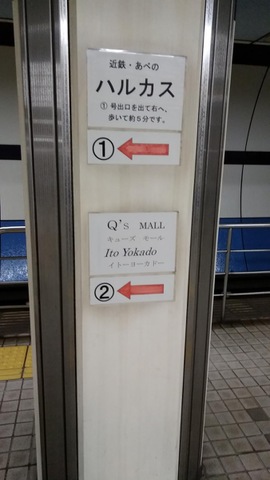 近鉄・あべの
ハルカス
① 号出口を出て右へ、
歩いて約5分です。
①
Q's MALL
キューズ モール
Ito Yokado
イトーヨーカドー
②